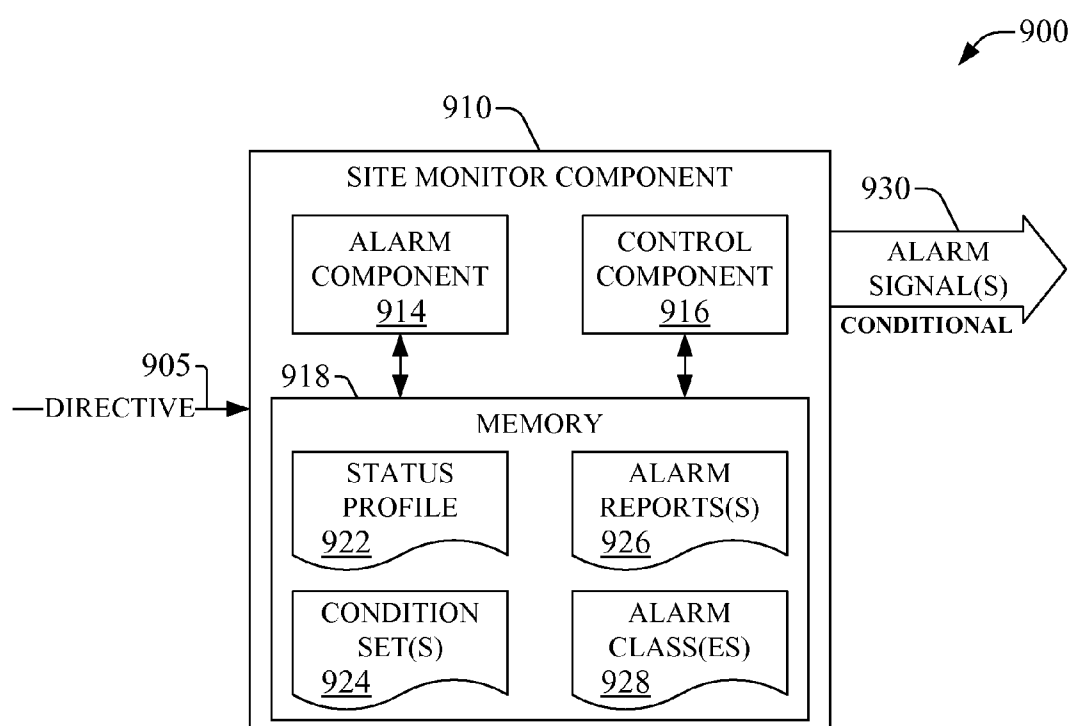 900
910
SITE MONITOR COMPONENT
930
ALARM
COMPONENT
914
CONTROL
COMPONENT
916
ALARM
SIGNAL(S)
CONDITIONAL
905
DIRECTIVE
918
MEMORY
STATUS
PROFILE
922
ALARM
REPORTS(S)
926
CONDITION
SET(S)
924
ALARM
CLASS(ES)
928